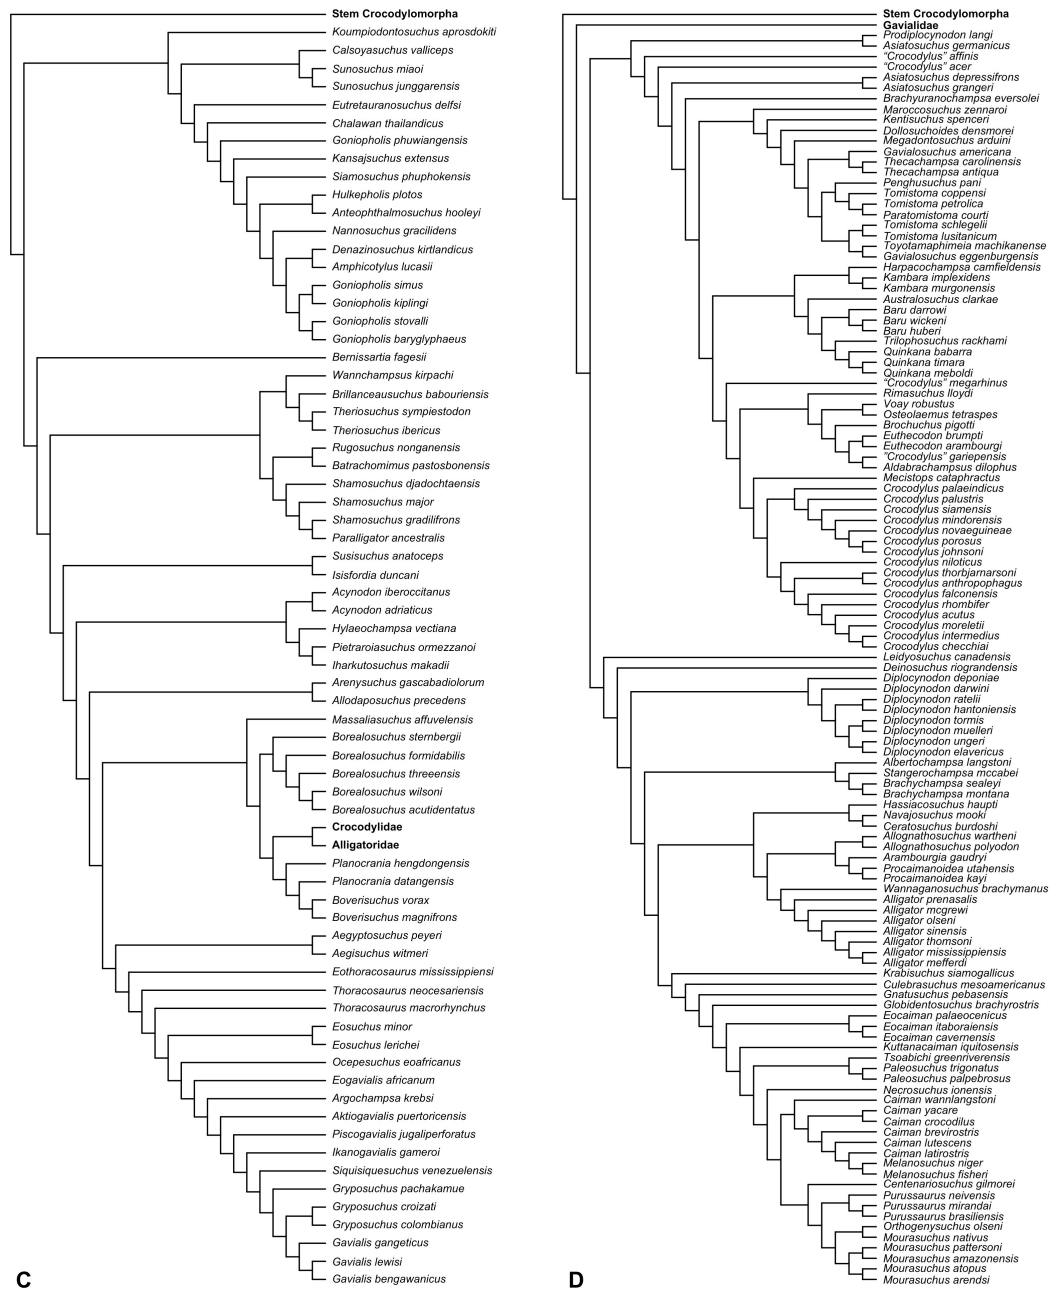 Stem Crocodylomorpha
Koumpiodontosuchus aprosdokiti
Calsoyasuchus valliceps
Sunosuchus miaoi
Sunosuchus junggarensis
Eutretauranosuchus delfsi
Chalawan thailandicus
Goniopholis phuwiangensis
Kansajsuchus extensus
Siamosuchus phuphokensis
Hulkepholis plotos
Anteophthalmosuchus hooleyi
Nannosuchus gracilidens
Denazinosuchus kirtlandicus
Amphicotylus lucasii
Goniopholis simus
Goniopholis kiplingi
Goniopholis stovalli
Goniopholis baryglyphaeus
Bernissartia fagesii
Wannchampsus kirpachi
Brillanceausuchus babouriensis
Theriosuchus sympiestodon
Theriosuchus ibericus
Rugosuchus nonganensis
Batrachomimus pastosbonensis
Shamosuchus djadochtaensis
Shamosuchus major
Shamosuchus gradilifrons
Paralligator ancestralis
Susisuchus anatoceps
Isisfordia duncani
Acynodon iberoccitanus
Acynodon adriaticus
Hylaeochampsa vectiana
Pietraroiasuchus ormezzanoi
Iharkutosuchus makadii
Arenysuchus gascabadiolorum
Allodaposuchus precedens
Massaliasuchus affuvelensis
Borealosuchus sternbergii
Borealosuchus formidabilis
Borealosuchus threeensis
Borealosuchus wilsoni
Borealosuchus acutidentatus
Crocodylidae
Alligatoridae
Planocrania hengdongensis
Planocrania datangensis
Boverisuchus vorax
Boverisuchus magnifrons
Aegyptosuchus peyeri
Aegisuchus witmeri
Eothoracosaurus mississippiensi
Thoracosaurus neocesariensis
Thoracosaurus macrorhynchus
Eosuchus minor
Eosuchus lerichei
Ocepesuchus eoafricanus
Eogavialis africanum
Argochampsa krebsi
Aktiogavialis puertoricensis
Piscogavialis jugaliperforatus
Ikanogavialis gameroi
Siquisiquesuchus venezuelensis
Gryposuchus pachakamue
Gryposuchus croizati
Gryposuchus colombianus
Gavialis gangeticus
Gavialis lewisi
Gavialis bengawanicus
C
Stem Crocodylomorpha
Gavialidae
Prodiplocynodon langi
Asiatosuchus germanicus
“Crocodylus” affinis
“Crocodylus” acer
Asiatosuchus depressifrons
Asiatosuchus grangeri
Brachyuranochampsa eversolei
Maroccosuchus zennaroi
Kentisuchus spenceri
Dollosuchoides densmorei
Megadontosuchus arduini
Gavialosuchus americana
Thecachampsa carolinensis
Thecachampsa antiqua
Penghusuchus pani
Tomistoma coppensi
Tomistoma petrolica
Paratomistoma courti
Tomistoma schlegelii
Tomistoma lusitanicum
Toyotamaphimeia machikanense
Gavialosuchus eggenburgensis
Harpacochampsa camfieldensis
Kambara implexidens
Kambara murgonensis
Australosuchus clarkae
Baru darrowi
Baru wickeni
Baru huberi
Trilophosuchus rackhami
Quinkana babarra
Quinkana timara
Quinkana meboldi
“Crocodylus” megarhinus
Rimasuchus lloydi
Voay robustus
Osteolaemus tetraspes
Brochuchus pigotti
Euthecodon brumpti
Euthecodon arambourgi
”Crocodylus” gariepensis
Aldabrachampsus dilophus
Mecistops cataphractus
Crocodylus palaeindicus
Crocodylus palustris
Crocodylus siamensis
Crocodylus mindorensis
Crocodylus novaeguineae
Crocodylus porosus
Crocodylus johnsoni
Crocodylus niloticus
Crocodylus thorbjarnarsoni
Crocodylus anthropophagus
Crocodylus falconensis
Crocodylus rhombifer
Crocodylus acutus
Crocodylus moreletii
Crocodylus intermedius
Crocodylus checchiai
Leidyosuchus canadensis
Deinosuchus riograndensis
Diplocynodon deponiae
Diplocynodon darwini
Diplocynodon ratelii
Diplocynodon hantoniensis
Diplocynodon tormis
Diplocynodon muelleri
Diplocynodon ungeri
Diplocynodon elavericus
Albertochampsa langstoni
Stangerochampsa mccabei
Brachychampsa sealeyi
Brachychampsa montana
Hassiacosuchus haupti
Navajosuchus mooki
Ceratosuchus burdoshi
Allognathosuchus wartheni
Allognathosuchus polyodon
Arambourgia gaudryi
Procaimanoidea utahensis
Procaimanoidea kayi
Wannaganosuchus brachymanus
Alligator prenasalis
Alligator mcgrewi
Alligator olseni
Alligator sinensis
Alligator thomsoni
Alligator mississippiensis
Alligator mefferdi
Krabisuchus siamogallicus
Culebrasuchus mesoamericanus
Gnatusuchus pebasensis
Globidentosuchus brachyrostris
Eocaiman palaeocenicus
Eocaiman itaboraiensis
Eocaiman cavernensis
Kuttanacaiman iquitosensis
Tsoabichi greenriverensis
Paleosuchus trigonatus
Paleosuchus palpebrosus
Necrosuchus ionensis
Caiman wannlangstoni
Caiman yacare
Caiman crocodilus
Caiman brevirostris
Caiman lutescens
Caiman latirostris
Melanosuchus niger
Melanosuchus fisheri
Centenariosuchus gilmorei
Purussaurus neivensis
Purussaurus mirandai
Purussaurus brasiliensis
Orthogenysuchus olseni
Mourasuchus nativus
Mourasuchus pattersoni
Mourasuchus amazonensis
Mourasuchus atopus
Mourasuchus arendsi
D